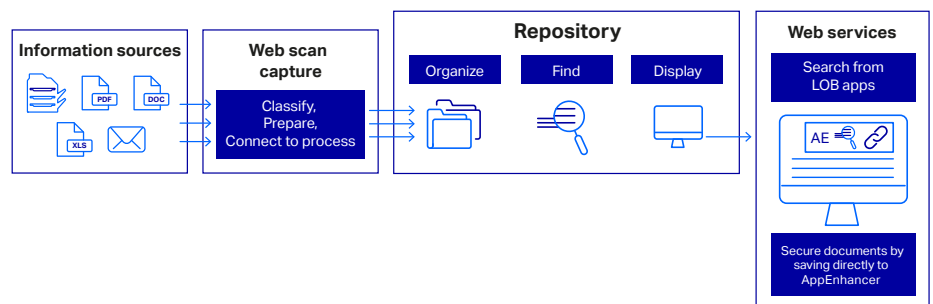 Information sources
PDF
DOC
XLS
Web scan
capture
Classify,
Prepare,
Connect to process
Repository
Organize
Find
Display
Web services
Search from
LOB apps
AE
Secure documents by
saving directly to
AppEnhancer